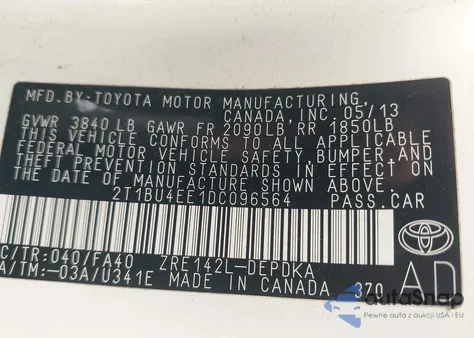 MFD.BY:TOYOTA MOTOR MANUFACTURING,
CANADA,INC. 05/13
GVWR 3840 LB GAWR FR 2090LB RR 1850LB
THIS VEHICLE CONFORMS TO ALL APPLICABLE
FEDERAL MOTOR VEHICLE SAFETY, BUMPER,AND
THEFT PREVENTION STANDARDS IN EFFECT ON
THE DATE OF MANUFACTURE SHOWN ABOVE.
2T1BU4EE1DC096564 PASS.CAR
C/TR:040/FA40 ZRE142L-DEPDKA
A/TM:-03A/U341E MADE IN CANADA 370
AD
TOYOTA
autoSnap
Pewne auta z aukcji USA i EU